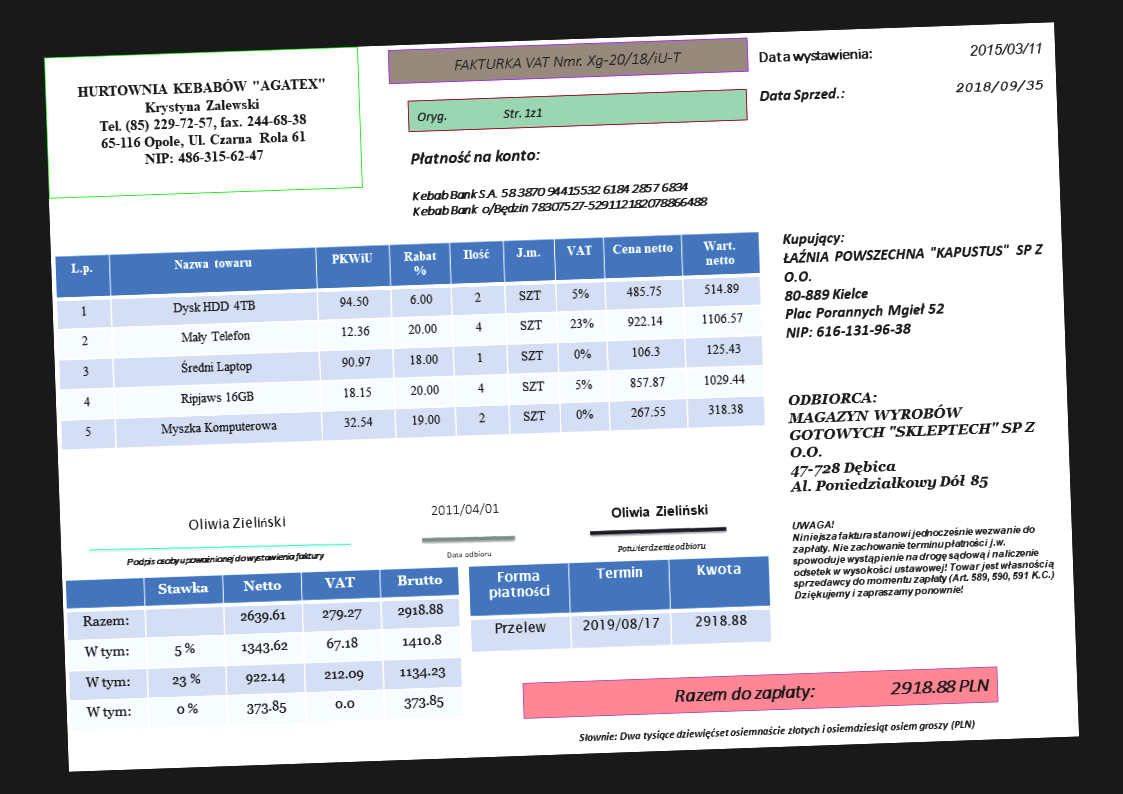 HURTOWNIA KEBABÓW "AGATEX"
Krystyna Zalewski
Tel. (85) 229-72-57, fax. 244-68-38
65-116 Opole, Ul. Czarna Rola 61
NIP: 486-315-62-47
FAKTURKA VAT Nmr. Xg-20/18/iU-T
Oryg. Str. 1z1
Data wystawienia: 2015/03/11
Data Sprzed.: 2018/09/35
Płatność na konto:
Kebab Bank S.A. 58 3870 94415532 6184 2857 6834
Kebab Bank o/Będzin 78307527-529112182078866488
L.p. Nazwa towaru PKWiU Rabat % Ilość J.m. VAT Cena netto Wart. netto
1 Dysk HDD 4TB 94.50 6.00 2 SZT 5% 485.75 514.89
2 Mały Telefon 12.36 20.00 4 SZT 23% 922.14 1106.57
3 Średni Laptop 90.97 18.00 1 SZT 0% 106.3 125.43
4 Ripjaws 16GB 18.15 20.00 4 SZT 5% 857.87 1029.44
5 Myszka Komputerowa 32.54 19.00 2 SZT 0% 267.55 318.38
Kupujący:
ŁAŹNIA POWSZECHNA "KAPUSTUS" SP Z
O.O.
80-889 Kielce
Plac Porannych Mgieł 52
NIP: 616-131-96-38
ODBIORCA:
MAGAZYN WYROBÓW
GOTOWYCH "SKLEPTECH" SP Z
O.O.
47-728 Dębica
Al. Poniedziałkowy Dół 85
Oliwia Zieliński
Podpis osoby upoważnionej do wystawienia faktury
2011/04/01
Data odbioru
Oliwia Zieliński
Potwierdzenie odbioru
UWAGA!
Niniejsza faktura stanowi jednocześnie wezwanie do
zapłaty. Nie zachowanie terminu płatności j.w.
spowoduje wystąpienie na drogę sądową i naliczenie
odsetek w wysokości ustawowej! Towar jest własnością
sprzedawcy do momentu zapłaty (Art. 589, 590, 591 K.C.)
Dziękujemy i zapraszamy ponownie!
Stawka Netto VAT Brutto
Razem: 2639.61 279.27 2918.88
W tym: 5 % 1343.62 67.18 1410.8
W tym: 23 % 922.14 212.09 1134.23
W tym: 0 % 373.85 0.0 373.85
Forma płatności Termin Kwota
Przelew 2019/08/17 2918.88
Razem do zapłaty: 2918.88 PLN
Słownie: Dwa tysiące dziewięćset osiemnaście złotych i osiemdziesiąt osiem groszy (PLN)